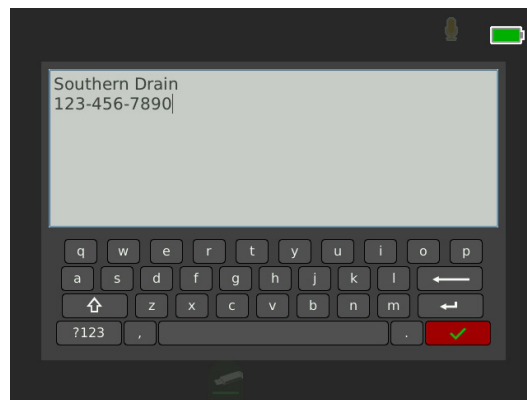 Southern Drain
123-456-7890
q w e r t y u i o p
a s d f g h j k l
z x c v b n m
?123 , .